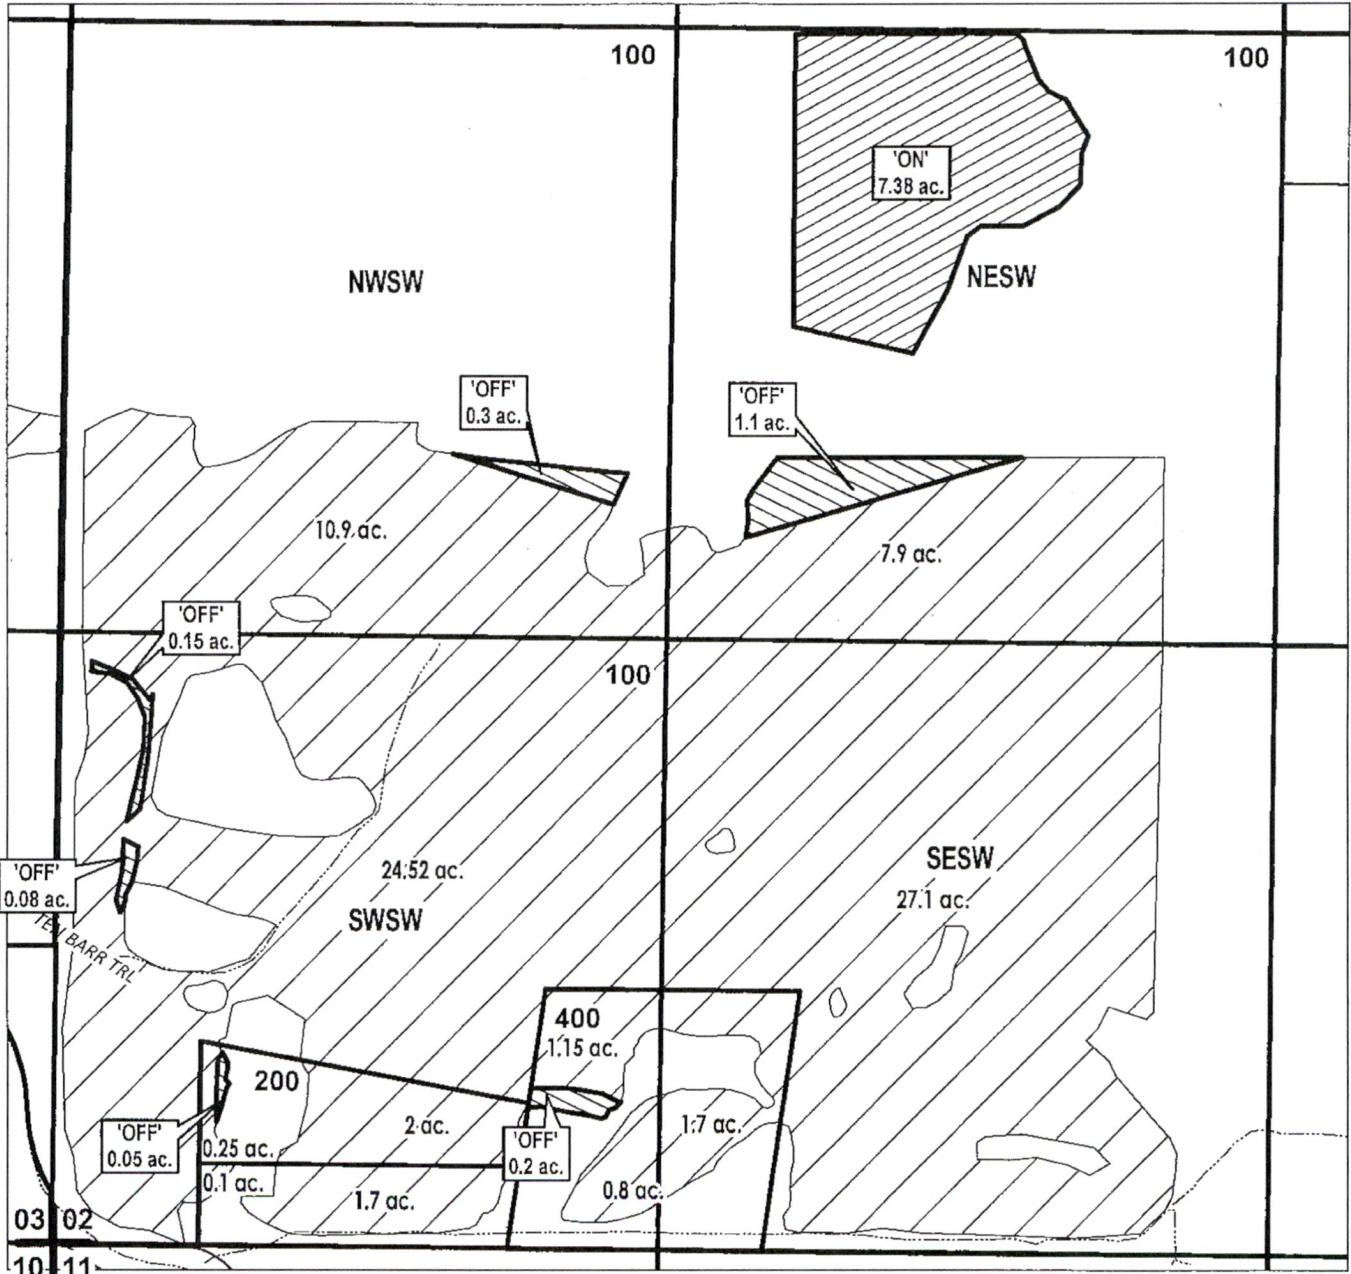 100
100
'ON'
7.38 ac.
NWSW
NESW
'OFF'
0.3 ac.
'OFF'
1.1 ac.
10.9 ac.
7.9 ac.
'OFF'
0.15 ac.
100
'OFF'
0.08 ac.
24.52 ac.
SWSW
SESW
27.1 ac.
TEN BARR TRL
400
1.15 ac.
200
'OFF'
0.05 ac.
0.25 ac.
2 ac.
'OFF'
0.2 ac.
1.7 ac.
0.1 ac.
1.7 ac.
0.8 ac.
03 02
10 11